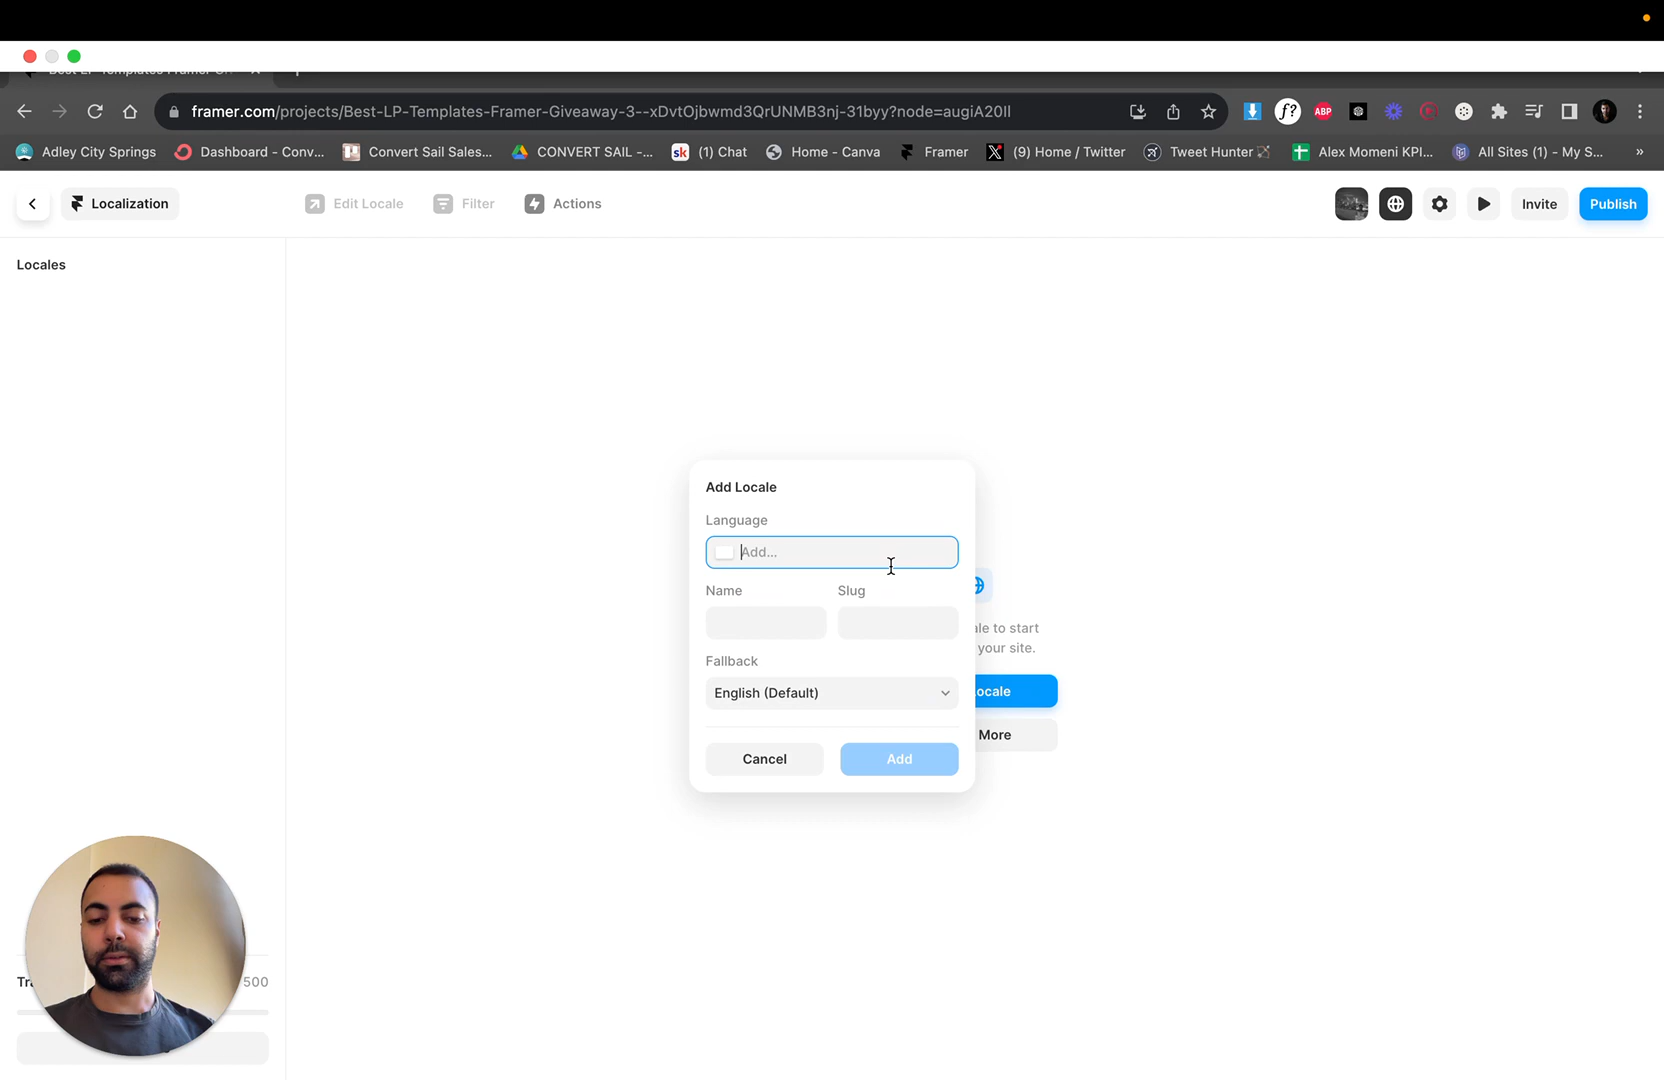 framer.com/projects/Best-LP-Templates-Framer-Giveaway-3--xDvtOjbwmd3QrUNMB3nj-31byy?node=augiA20Il
f?
ABP
Adley City Springs
Dashboard - Conv...
Convert Sail Sales...
CONVERT SAIL -...
sk
(1) Chat
Home - Canva
Framer
(9) Home / Twitter
Tweet Hunter
Alex Momeni KPI...
All Sites (1) - My S...
»
Localization
Edit Locale
Filter
Actions
Invite
Publish
Locales
Add Locale
Language
Add...
Name
Slug
Fallback
English (Default)
Cancel
Add
ale to start
your site.
ocale
More
Tr
500